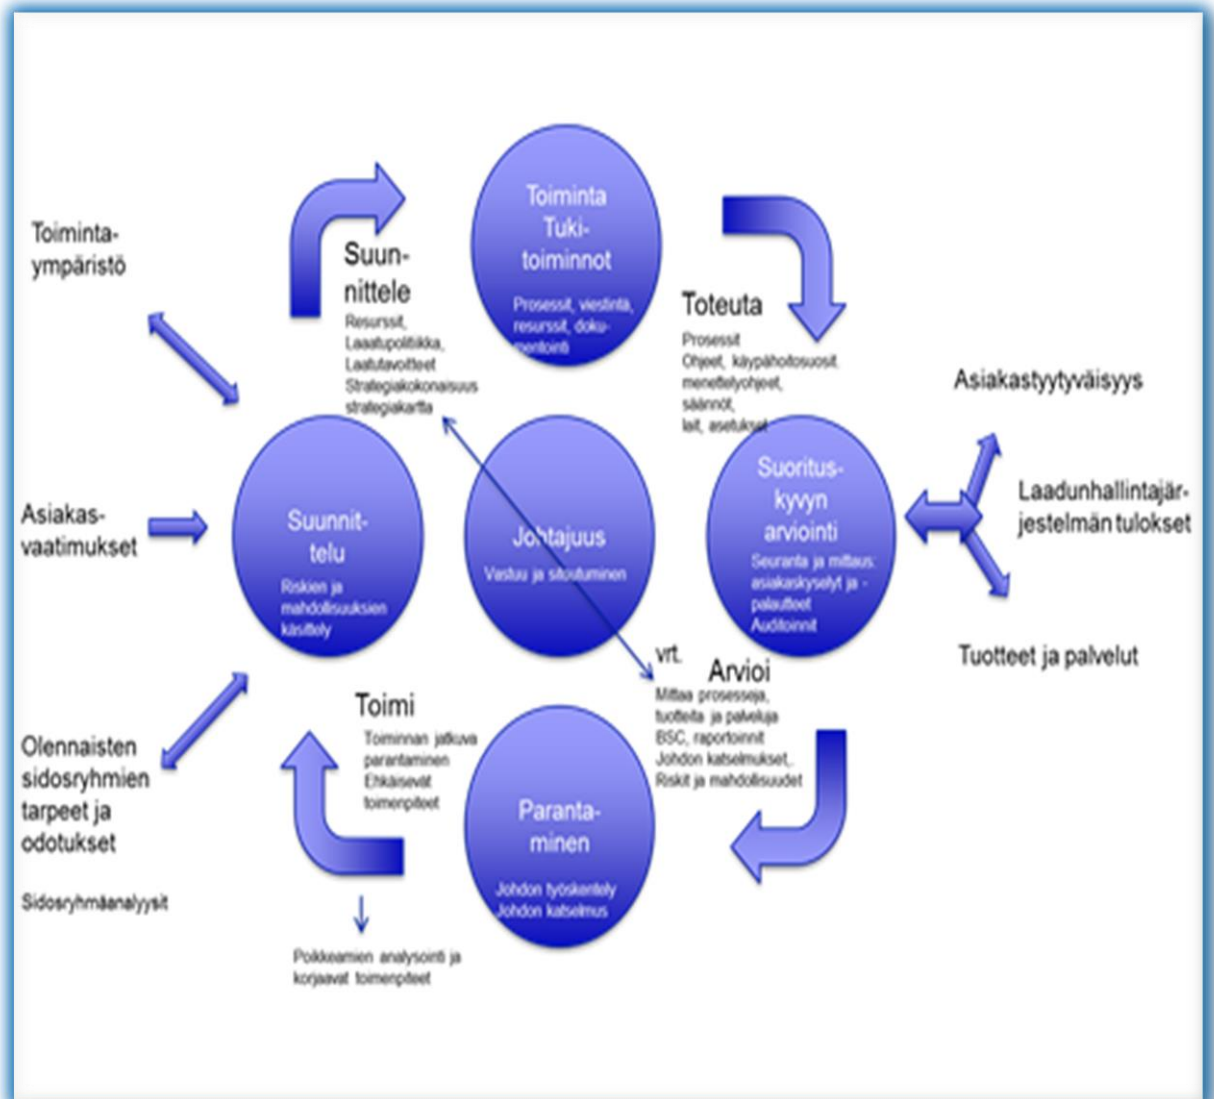 Toiminta
Tuki-
toiminnot
Prosessit, viestintä,
resurssit, doku-
mentointi
Suun-
nittele
Resurssit,
Laaatupolitiikka,
Laatutavoitteet
Strategiakokonaisuus
strategiakartta
Toteuta
Prosessit
Ohjeet, käypähoitosuosit.
menettelyohjeet,
säännöt,
lait, asetukset
Toiminta-
ympäristö
Asiakas-
vaatimukset
Olennaisten
sidosryhmien
tarpeet ja
odotukset
Sidosryhmäanalyysit
Suunnit-
telu
Riskien ja
mahdollisuuksien
käsittely
Johtajuus
Vastuu ja sitoutuminen
Suoritus-
kyvyn
arviointi
Seuranta ja mittaus:
asiakaskyselyt ja -
palautteet
Auditoinnit
Asiakastyytyväisyys
Laadunhallintajär-
jestelmän tulokset
Tuotteet ja palvelut
vrt.
Arvioi
Mittaa prosesseja,
tuotteita ja palveluja
BSC, raportoinnit
Johdon katselmukset,.
Riskit ja mahdollisuudet
Toimi
Toiminnan jatkuva
parantaminen
Ehkäisevät
toimenpiteet
Paranta-
minen
Johdon työskentely
Johdon katselmus
Poikkeamien analysointi ja
korjaavat toimenpiteet